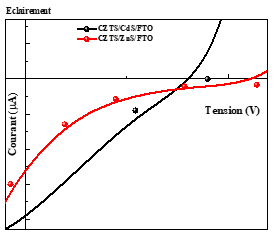 Eclairement
CZTS/CdS/FTO
CZTS/ZnS/FTO
Tension (V)
Courant (µA)